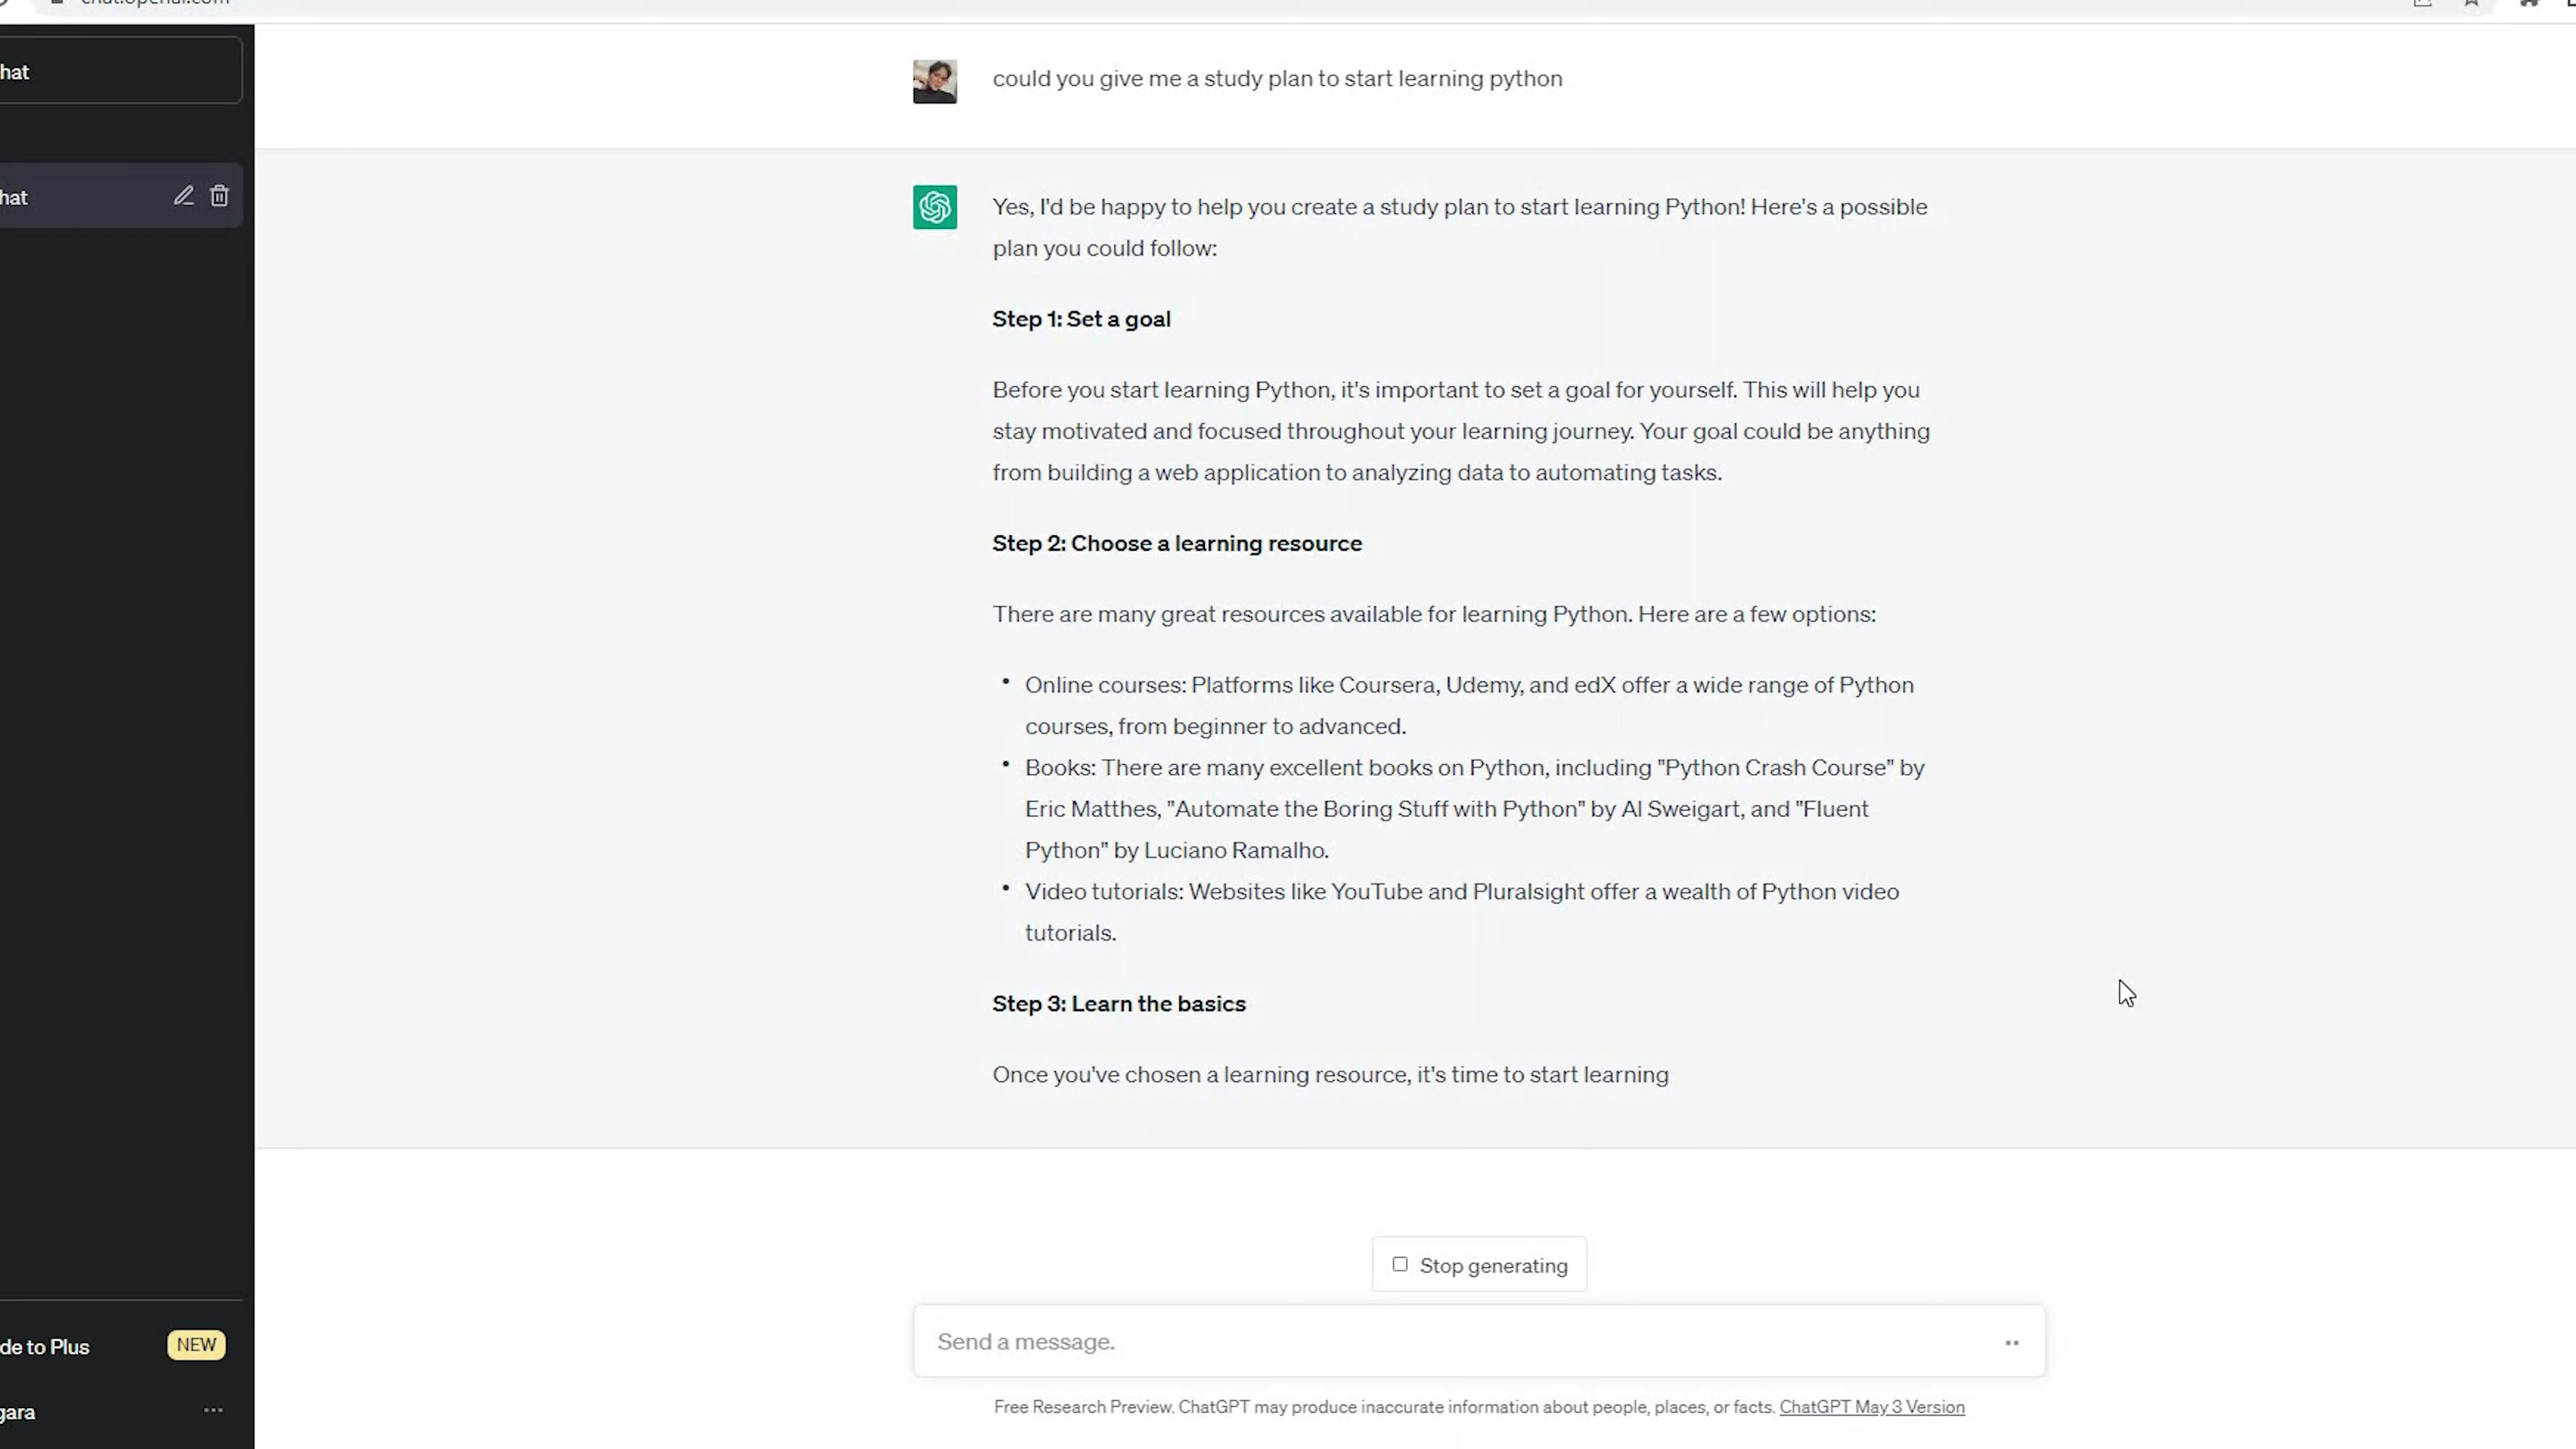 hat
hat
could you give me a study plan to start learning python
Yes, I'd be happy to help you create a study plan to start learning Python! Here's a possible
plan you could follow:
Step 1: Set a goal
Before you start learning Python, it's important to set a goal for yourself. This will help you
stay motivated and focused throughout your learning journey. Your goal could be anything
from building a web application to analyzing data to automating tasks.
Step 2: Choose a learning resource
There are many great resources available for learning Python. Here are a few options:
• Online courses: Platforms like Coursera, Udemy, and edX offer a wide range of Python
courses, from beginner to advanced.
• Books: There are many excellent books on Python, including "Python Crash Course" by
Eric Matthes, "Automate the Boring Stuff with Python" by Al Sweigart, and "Fluent
Python" by Luciano Ramalho.
• Video tutorials: Websites like YouTube and Pluralsight offer a wealth of Python video
tutorials.
Step 3: Learn the basics
Once you've chosen a learning resource, it's time to start learning
Stop generating
Send a message.
Free Research Preview. ChatGPT may produce inaccurate information about people, places, or facts. ChatGPT May 3 Version
de to Plus NEW
gara